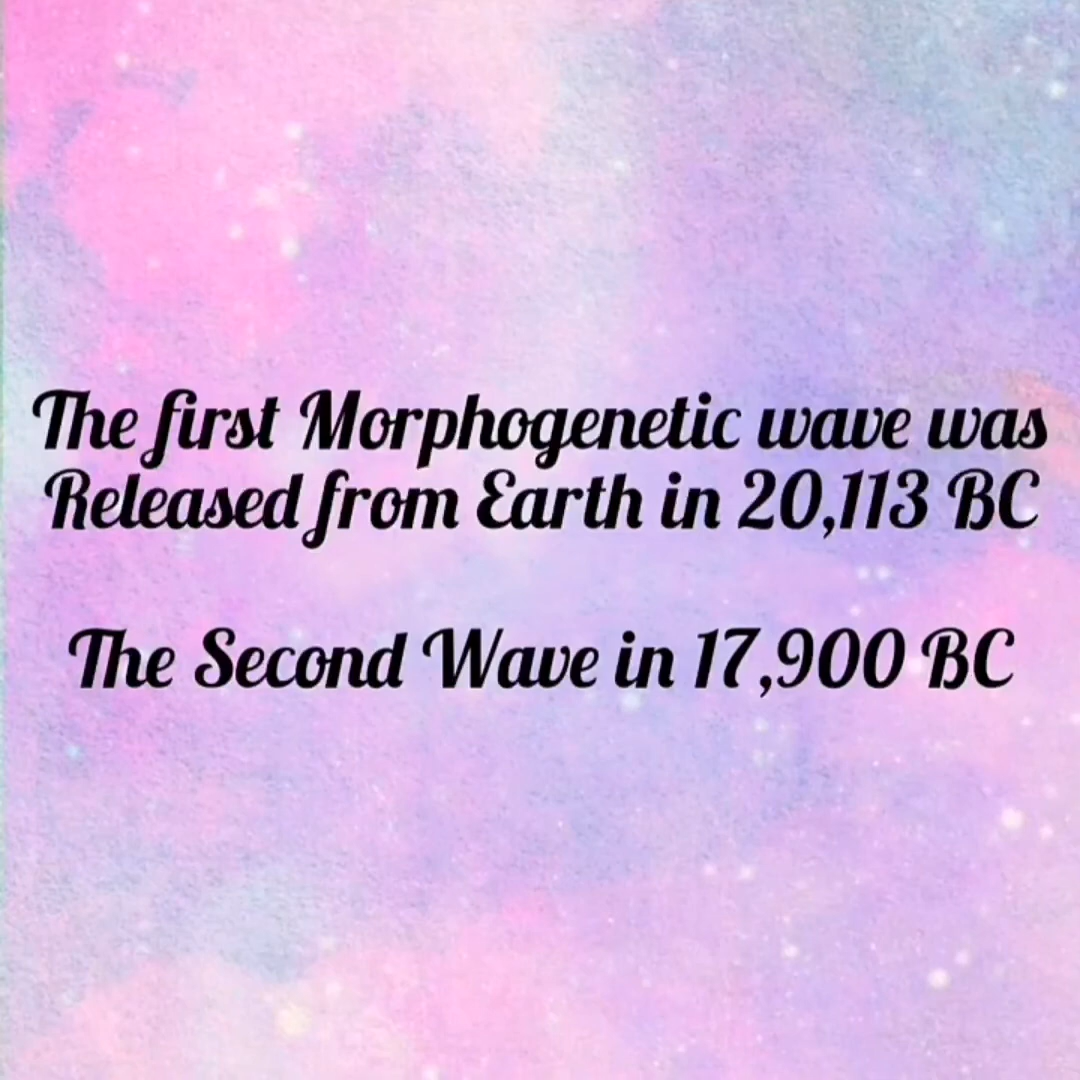 The first Morphogenetic wave was
Released from Earth in 20,113 BC
The Second Wave in 17,900 BC